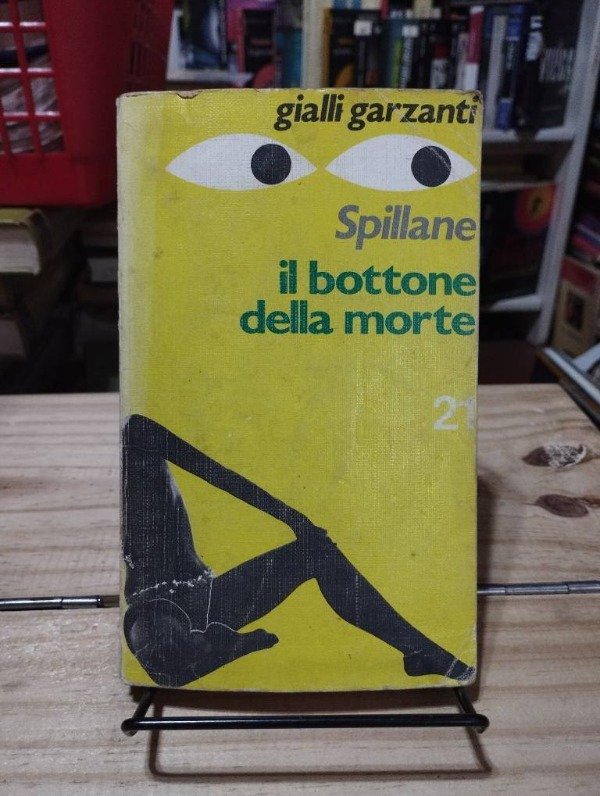 gialli garzanti
Spillane
il bottone
della morte
21